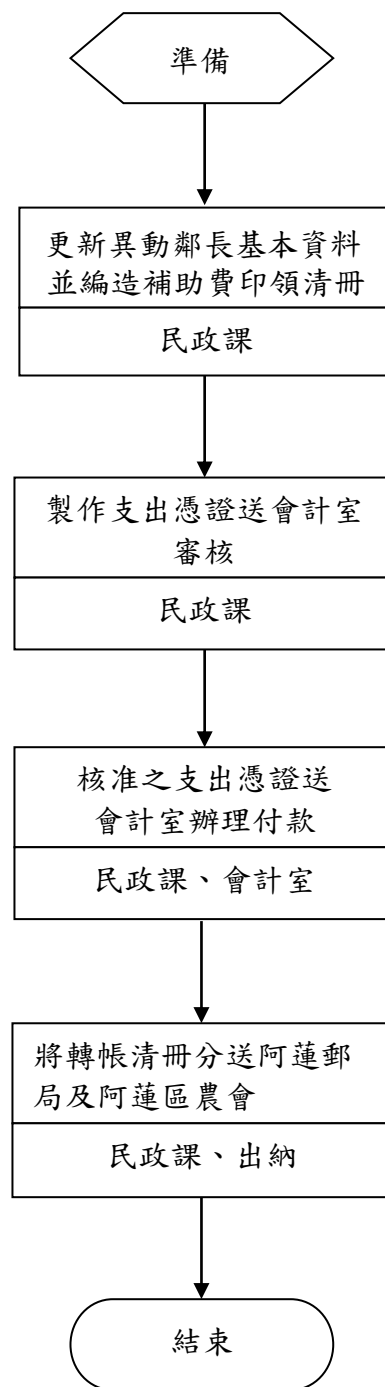 準備
更新異動鄰長基本資料
並編造補助費印領清冊
民政課
製作支出憑證送會計室
審核
民政課
核准之支出憑證送
會計室辦理付款
民政課、會計室
將轉帳清冊分送阿蓮郵
局及阿蓮區農會
民政課、出納
結束